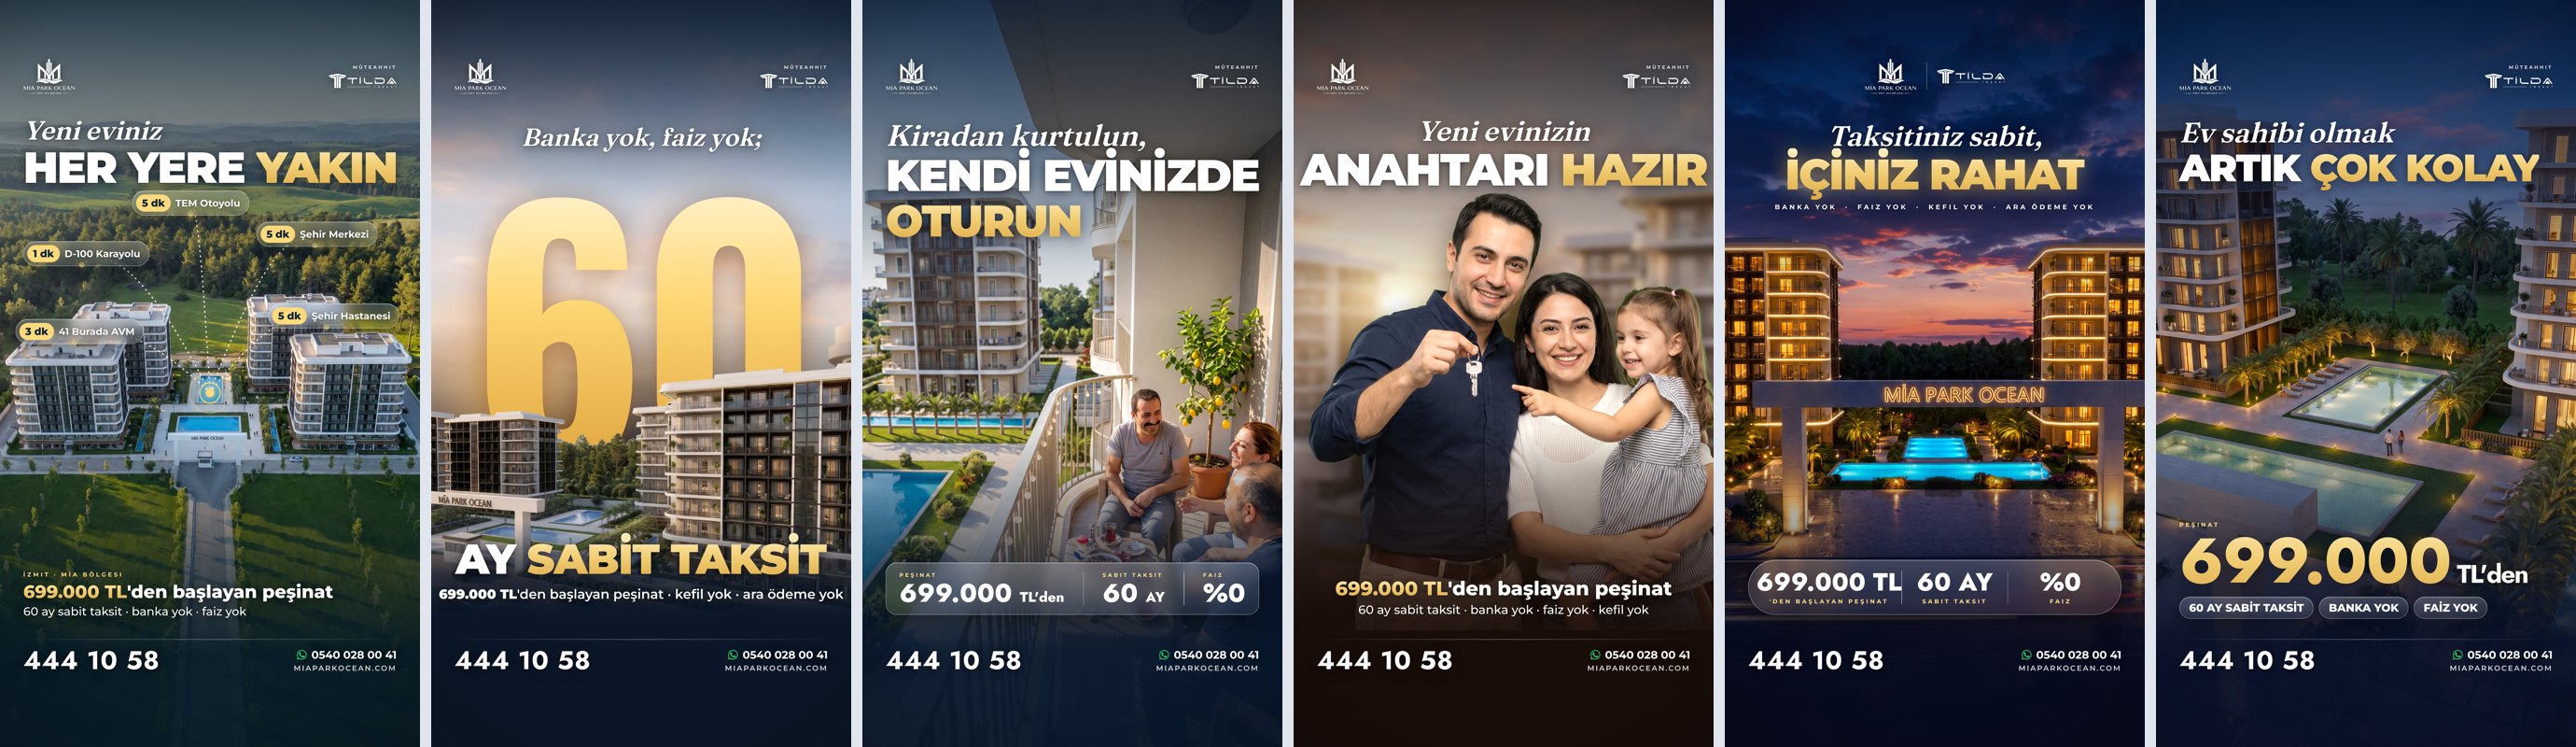 MIA PARK OCEAN
MÜTEAHHİT
TILDA
Yeni eviniz
HER YERE YAKIN
5 dk TEM Otoyolu
5 dk Şehir Merkezi
1 dk D-100 Karayolu
5 dk Şehir Hastanesi
3 dk 41 Burada AVM
MIA PARK OCEAN
İZMİT · MİA BÖLGESİ
699.000 TL'den başlayan peşinat
60 ay sabit taksit · banka yok · faiz yok
444 10 58
0540 028 00 41
MIAPARKOCEAN.COM
MIA PARK OCEAN
MÜTEAHHİT
TILDA
Banka yok, faiz yok;
60
MİA PARK OCEAN
AY SABİT TAKSİT
699.000 TL'den başlayan peşinat · kefil yok · ara ödeme yok
444 10 58
0540 028 00 41
MIAPARKOCEAN.COM
MIA PARK OCEAN
MÜTEAHHİT
TILDA
Kiradan kurtulun,
KENDİ EVİNİZDE
OTURUN
PEŞİNAT
699.000 TL'den
SABİT TAKSİT
60 AY
FAİZ
%0
444 10 58
0540 028 00 41
MIAPARKOCEAN.COM
MIA PARK OCEAN
MÜTEAHHİT
TILDA
Yeni evinizin
ANAHTARI HAZIR
699.000 TL'den başlayan peşinat
60 ay sabit taksit · banka yok · faiz yok · kefil yok
444 10 58
0540 028 00 41
MIAPARKOCEAN.COM
MIA PARK OCEAN
TILDA
Taksitiniz sabit,
İÇİNİZ RAHAT
BANKA YOK · FAİZ YOK · KEFİL YOK · ARA ÖDEME YOK
MİA PARK OCEAN
699.000 TL
'DEN BAŞLAYAN PEŞİNAT
60 AY
SABİT TAKSİT
%0
FAİZ
444 10 58
0540 028 00 41
MIAPARKOCEAN.COM
MIA PARK OCEAN
MÜTEAHHİT
TILDA
Ev sahibi olmak
ARTIK ÇOK KOLAY
PEŞİNAT
699.000 TL'den
60 AY SABİT TAKSİT
BANKA YOK
FAİZ YOK
444 10 58
0540 028 00 41
MIAPARKOCEAN.COM